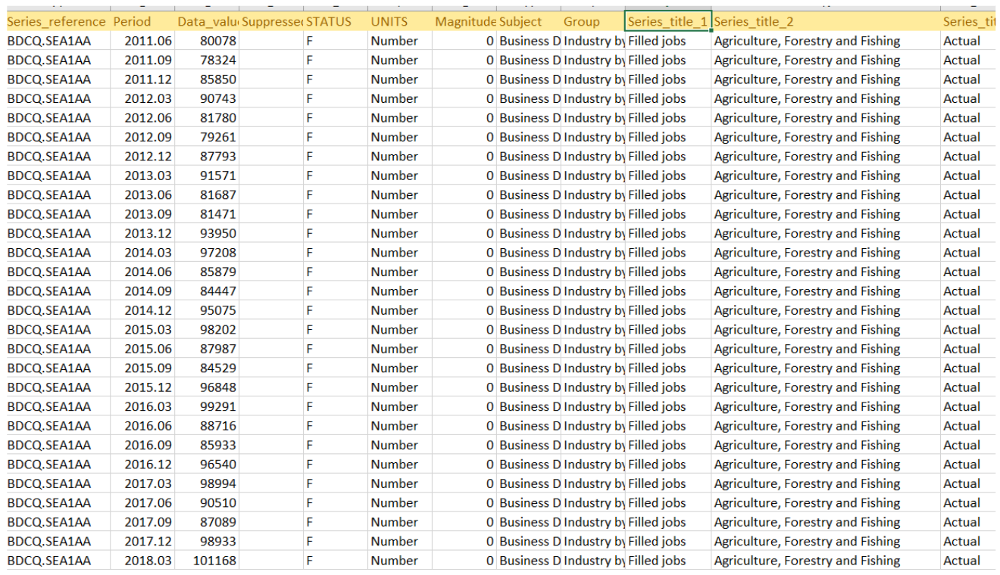 Series_reference Period Data_valu Suppressed STATUS UNITS Magnitude Subject Group Series_title_1 Series_title_2 Series_tit
BDCQ.SEA1AA 2011.06 80078 F Number 0 Business D Industry by Filled jobs Agriculture, Forestry and Fishing Actual
BDCQ.SEA1AA 2011.09 78324 F Number 0 Business D Industry by Filled jobs Agriculture, Forestry and Fishing Actual
BDCQ.SEA1AA 2011.12 85850 F Number 0 Business D Industry by Filled jobs Agriculture, Forestry and Fishing Actual
BDCQ.SEA1AA 2012.03 90743 F Number 0 Business D Industry by Filled jobs Agriculture, Forestry and Fishing Actual
BDCQ.SEA1AA 2012.06 81780 F Number 0 Business D Industry by Filled jobs Agriculture, Forestry and Fishing Actual
BDCQ.SEA1AA 2012.09 79261 F Number 0 Business D Industry by Filled jobs Agriculture, Forestry and Fishing Actual
BDCQ.SEA1AA 2012.12 87793 F Number 0 Business D Industry by Filled jobs Agriculture, Forestry and Fishing Actual
BDCQ.SEA1AA 2013.03 91571 F Number 0 Business D Industry by Filled jobs Agriculture, Forestry and Fishing Actual
BDCQ.SEA1AA 2013.06 81687 F Number 0 Business D Industry by Filled jobs Agriculture, Forestry and Fishing Actual
BDCQ.SEA1AA 2013.09 81471 F Number 0 Business D Industry by Filled jobs Agriculture, Forestry and Fishing Actual
BDCQ.SEA1AA 2013.12 93950 F Number 0 Business D Industry by Filled jobs Agriculture, Forestry and Fishing Actual
BDCQ.SEA1AA 2014.03 97208 F Number 0 Business D Industry by Filled jobs Agriculture, Forestry and Fishing Actual
BDCQ.SEA1AA 2014.06 85879 F Number 0 Business D Industry by Filled jobs Agriculture, Forestry and Fishing Actual
BDCQ.SEA1AA 2014.09 84447 F Number 0 Business D Industry by Filled jobs Agriculture, Forestry and Fishing Actual
BDCQ.SEA1AA 2014.12 95075 F Number 0 Business D Industry by Filled jobs Agriculture, Forestry and Fishing Actual
BDCQ.SEA1AA 2015.03 98202 F Number 0 Business D Industry by Filled jobs Agriculture, Forestry and Fishing Actual
BDCQ.SEA1AA 2015.06 87987 F Number 0 Business D Industry by Filled jobs Agriculture, Forestry and Fishing Actual
BDCQ.SEA1AA 2015.09 84529 F Number 0 Business D Industry by Filled jobs Agriculture, Forestry and Fishing Actual
BDCQ.SEA1AA 2015.12 96848 F Number 0 Business D Industry by Filled jobs Agriculture, Forestry and Fishing Actual
BDCQ.SEA1AA 2016.03 99291 F Number 0 Business D Industry by Filled jobs Agriculture, Forestry and Fishing Actual
BDCQ.SEA1AA 2016.06 88716 F Number 0 Business D Industry by Filled jobs Agriculture, Forestry and Fishing Actual
BDCQ.SEA1AA 2016.09 85933 F Number 0 Business D Industry by Filled jobs Agriculture, Forestry and Fishing Actual
BDCQ.SEA1AA 2016.12 96540 F Number 0 Business D Industry by Filled jobs Agriculture, Forestry and Fishing Actual
BDCQ.SEA1AA 2017.03 98994 F Number 0 Business D Industry by Filled jobs Agriculture, Forestry and Fishing Actual
BDCQ.SEA1AA 2017.06 90510 F Number 0 Business D Industry by Filled jobs Agriculture, Forestry and Fishing Actual
BDCQ.SEA1AA 2017.09 87089 F Number 0 Business D Industry by Filled jobs Agriculture, Forestry and Fishing Actual
BDCQ.SEA1AA 2017.12 98933 F Number 0 Business D Industry by Filled jobs Agriculture, Forestry and Fishing Actual
BDCQ.SEA1AA 2018.03 101168 F Number 0 Business D Industry by Filled jobs Agriculture, Forestry and Fishing Actual